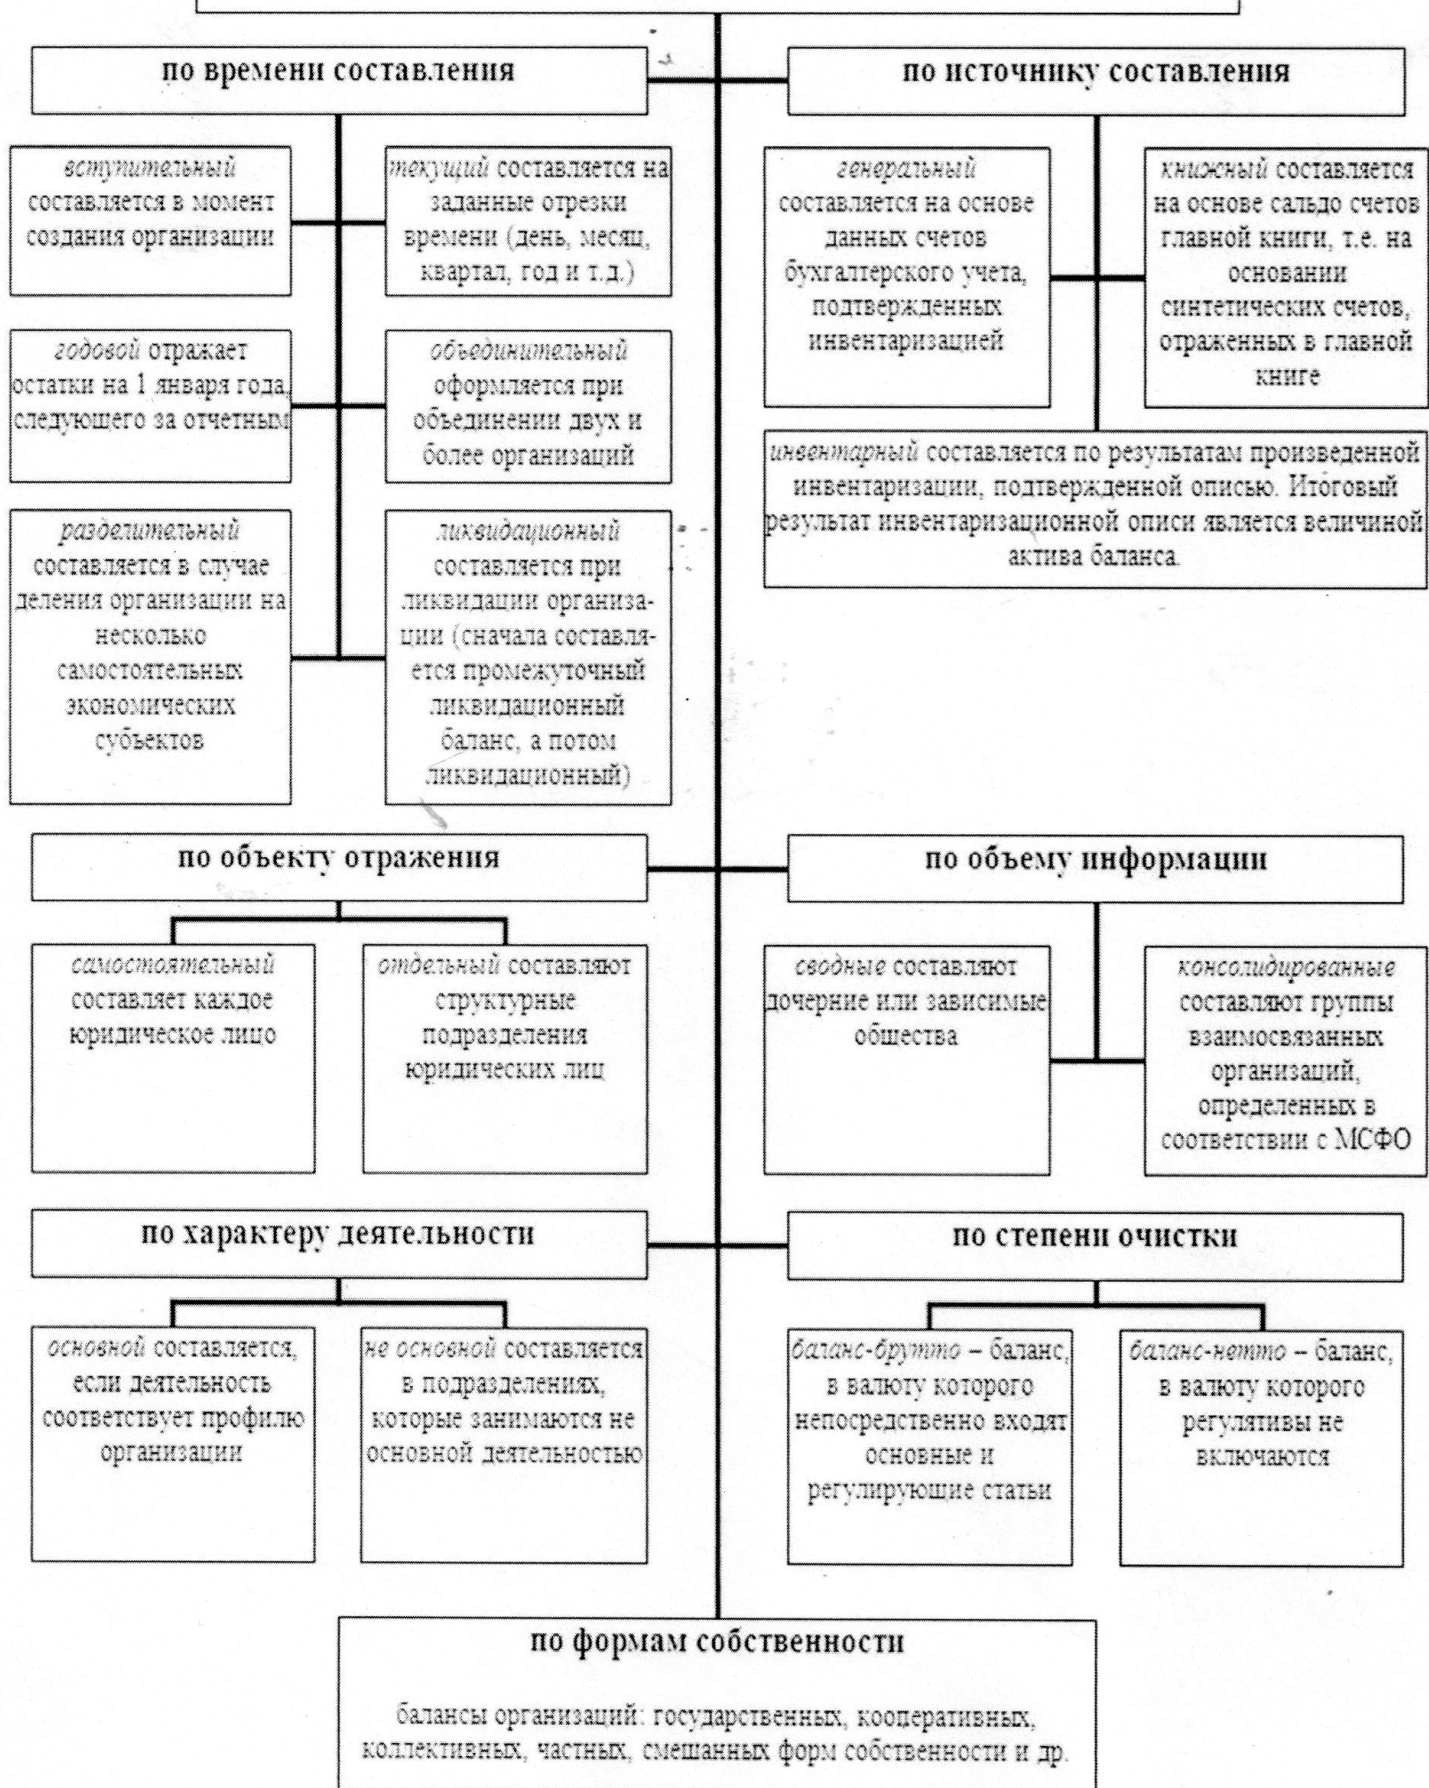 по времени составления
вступительный
составляется в момент
создания организации
текущий составляется на
заданные отрезки
времени (день, месяц,
квартал, год и т.д.)
годовой отражает
остатки на 1 января года,
следующего за отчетным
объединительный
оформляется при
объединении двух и
более организаций
разделительный
составляется в случае
деления организации на
несколько
самостоятельных
экономических
субъектов
ликвидационный
составляется при
ликвидации организа-
ции (сначала составля-
ется промежуточный
ликвидационный
баланс, а потом
ликвидационный)
по источнику составления
генеральный
составляется на основе
данных счетов
бухгалтерского учета,
подтвержденных
инвентаризацией
книжный составляется
на основе сальдо счетов
главной книги, т.е. на
основании
синтетических счетов,
отраженных в главной
книге
инвентарный составляется по результатам произведенной
инвентаризации, подтвержденной описью. Итоговый
результат инвентаризационной описи является величиной
актива баланса.
по объекту отражения
самостоятельный
составляет каждое
юридическое лицо
отдельный составляют
структурные
подразделения
юридических лиц
по объему информации
сводные составляют
дочерние или зависимые
общества
консолидированные
составляют группы
взаимосвязанных
организаций,
определенных в
соответствии с МСФО
по характеру деятельности
основной составляется,
если деятельность
соответствует профилю
организации
не основной составляется
в подразделениях,
которые занимаются не
основной деятельностью
по степени очистки
баланс-брутто – баланс,
в валюту которого
непосредственно входят
основные и
регулирующие статьи
баланс-нетто – баланс,
в валюту которого
регулятивы не
включаются
по формам собственности
балансы организаций: государственных, кооперативных,
коллективных, частных, смешанных форм собственности и др.